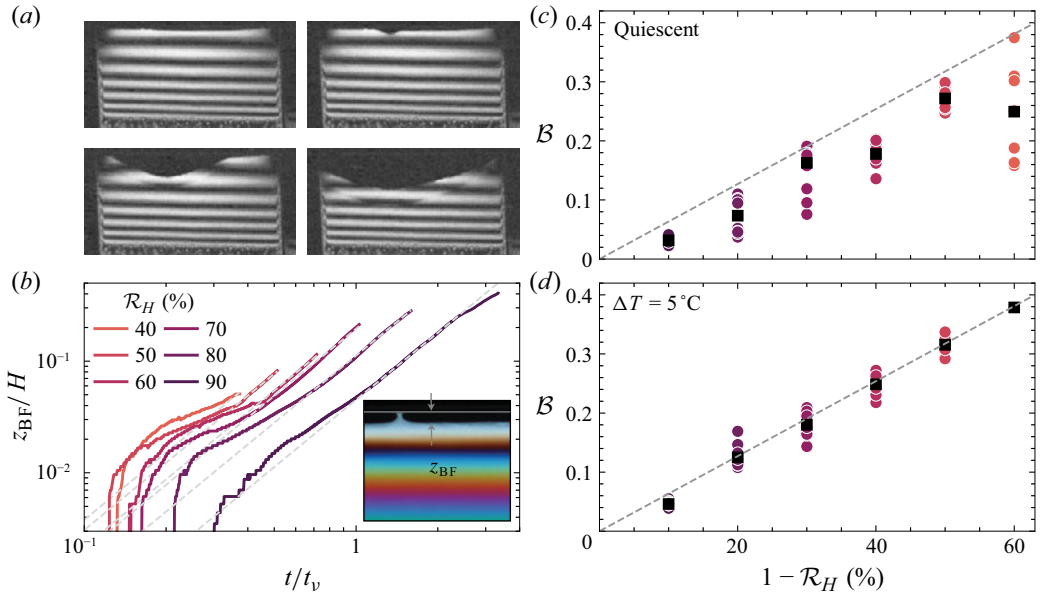 (a)
(b)
z_BF/H
10⁻¹
10⁻²
R_H (%)
40 70
50 80
60 90
z_BF
10⁻¹ 1
t/t_ν
(c)
Quiescent
B
0.4
0.3
0.2
0.1
0
(d)
ΔT = 5 °C
B
0.4
0.3
0.2
0.1
0
20 40 60
1 − R_H (%)